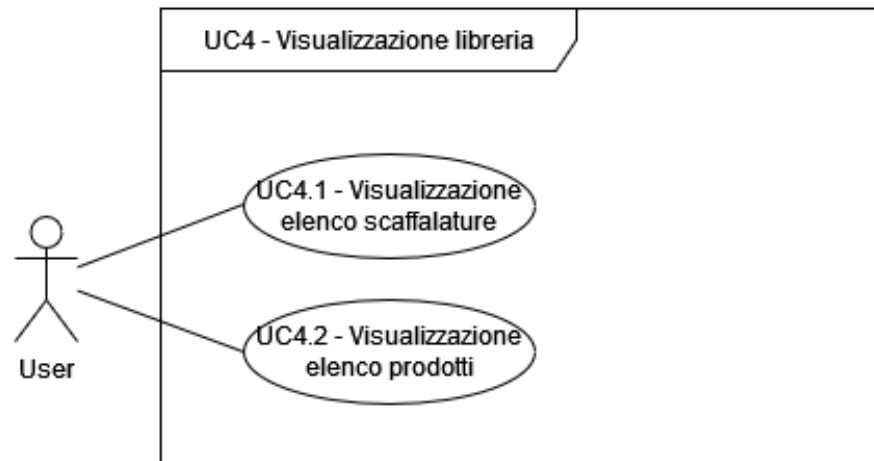 UC4 - Visualizzazione libreria
UC4.1 - Visualizzazione
elenco scaffalature
UC4.2 - Visualizzazione
elenco prodotti
User